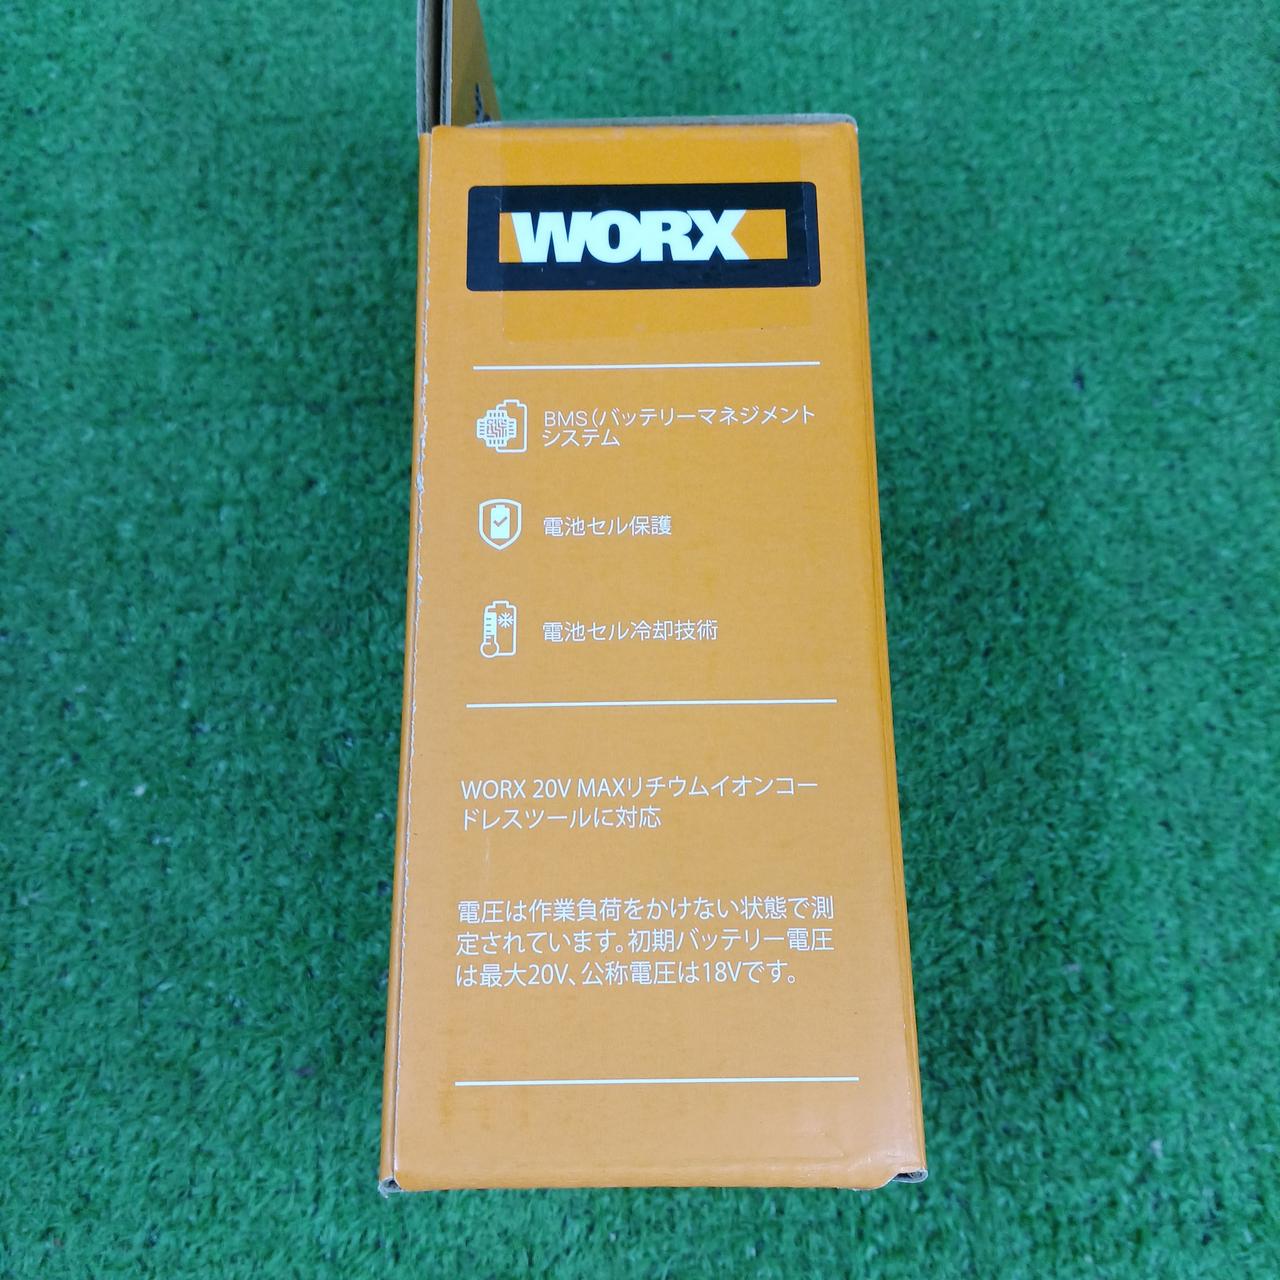 WORX
BMS(バッテリーマネジメント
システム
電池セル保護
電池セル冷却技術
WORX 20V MAXリチウムイオンコー
ドレスツールに対応
電圧は作業負荷をかけない状態で測
定されています。初期バッテリー電圧
は最大20V、公称電圧は18Vです。